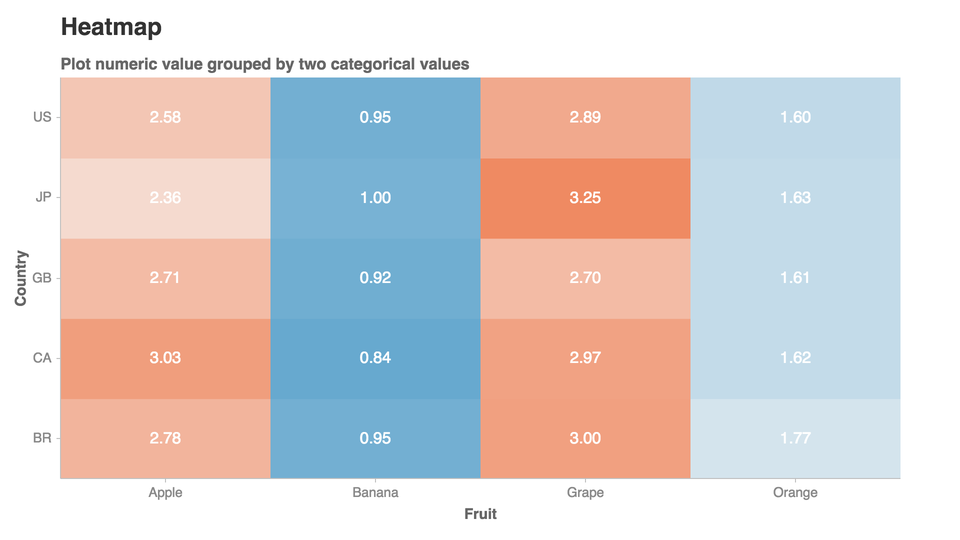 Heatmap
Plot numeric value grouped by two categorical values
US 2.58 0.95 2.89 1.60
JP 2.36 1.00 3.25 1.63
Country
GB 2.71 0.92 2.70 1.61
CA 3.03 0.84 2.97 1.62
BR 2.78 0.95 3.00 1.77
Apple Banana Grape Orange
Fruit